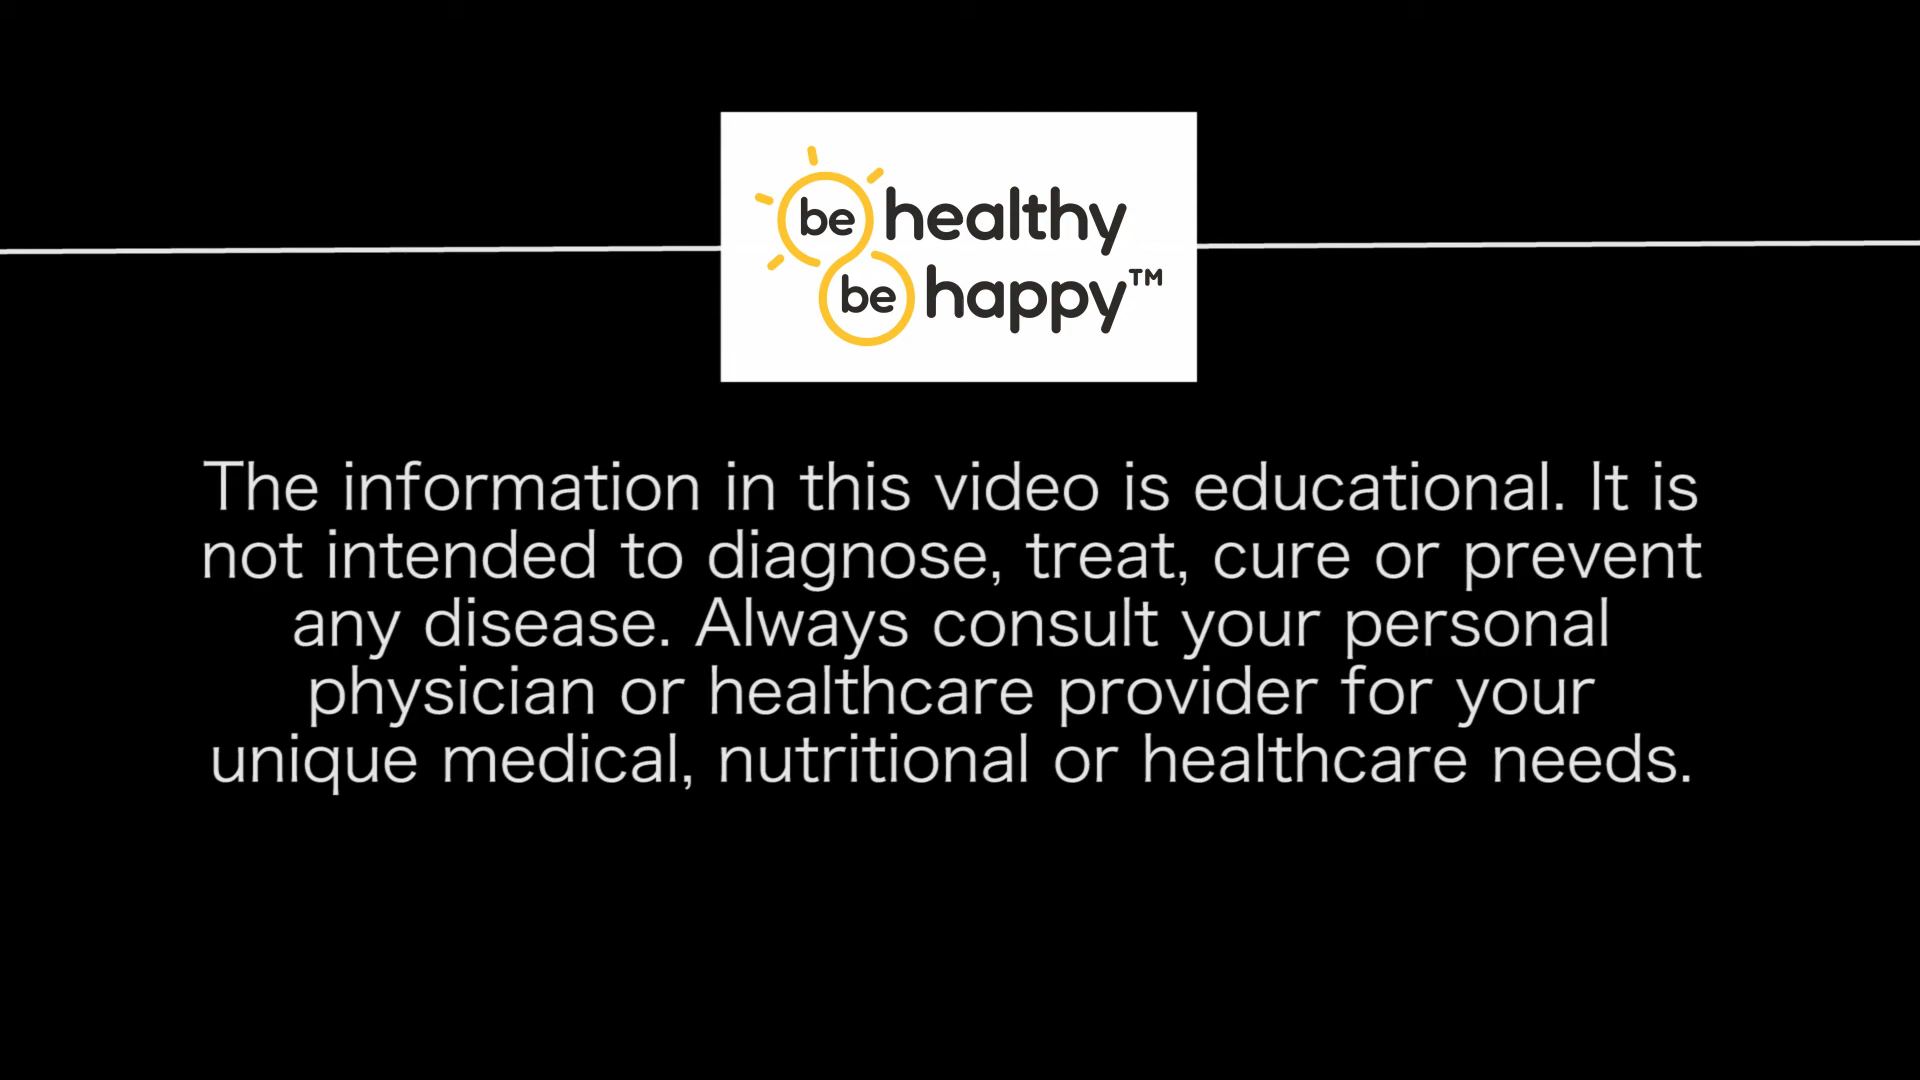 be healthy
be happy™
The information in this video is educational. It is
not intended to diagnose, treat, cure or prevent
any disease. Always consult your personal
physician or healthcare provider for your
unique medical, nutritional or healthcare needs.